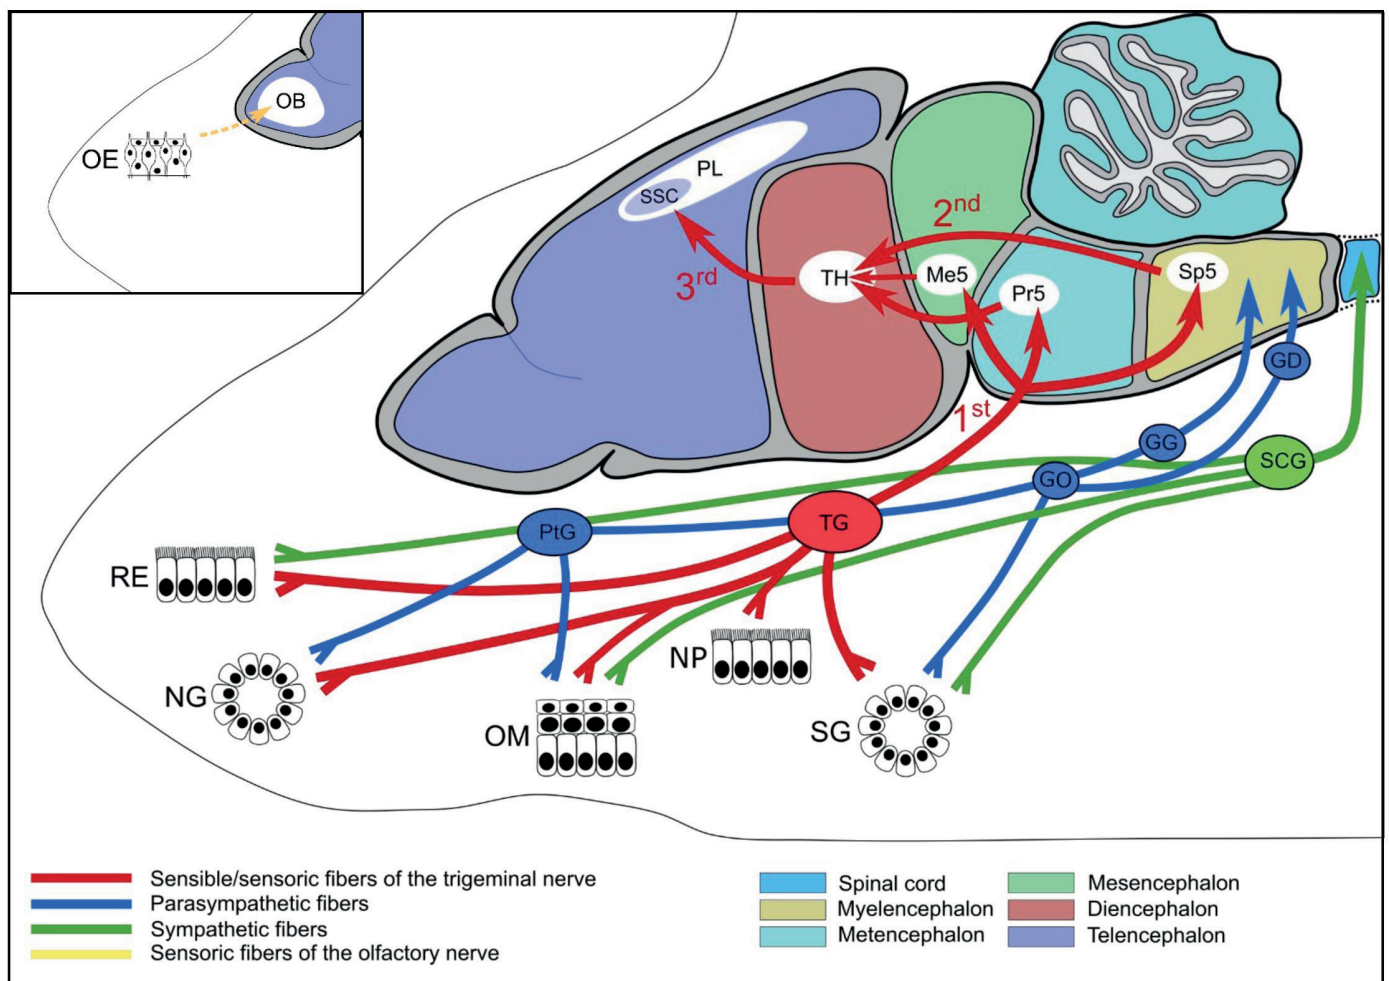 OB
OE
PL
SSC
2nd
3rd
TH
Me5
Pr5
Sp5
GD
1st
GG
GO
SCG
PtG
TG
RE
NP
NG
OM
SG
Sensible/sensoric fibers of the trigeminal nerve
Parasympathetic fibers
Sympathetic fibers
Sensoric fibers of the olfactory nerve
Spinal cord
Myelencephalon
Metencephalon
Mesencephalon
Diencephalon
Telencephalon